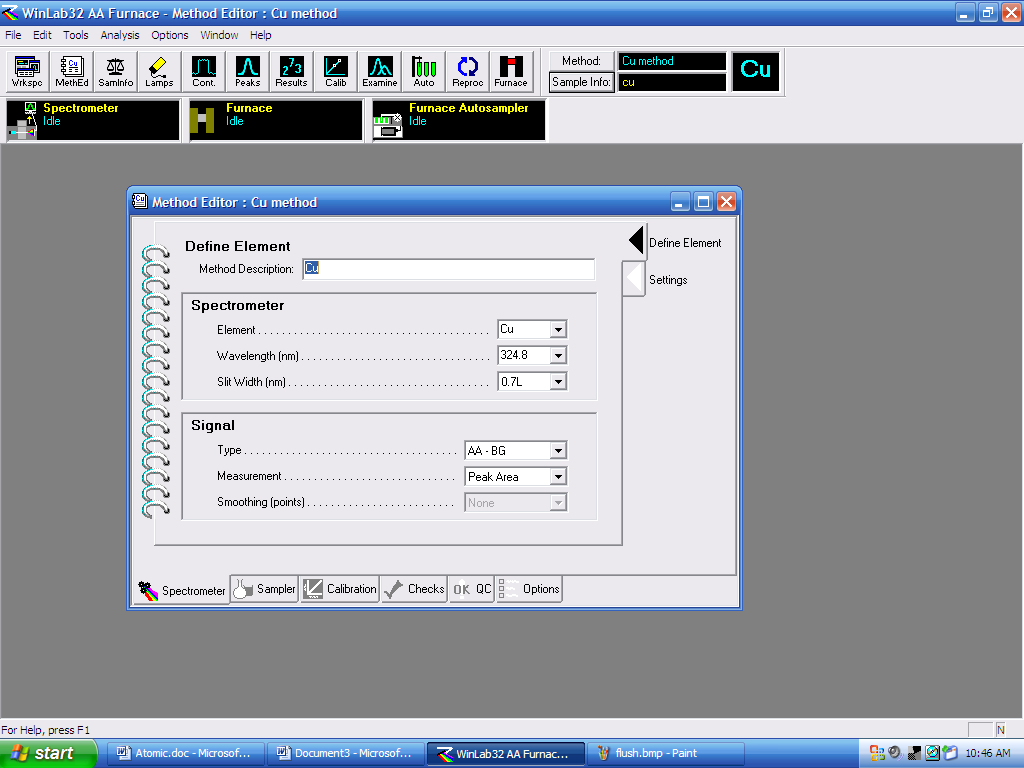 WinLab32 AA Furnace - Method Editor : Cu method
File Edit Tools Analysis Options Window Help
Wrkspc MethEd SamInfo Lamps Cont. Peaks Results Calib Examine Auto Reproc Furnace
Method: Cu method
Sample Info: cu
Cu
Spectrometer
Idle
Furnace
Idle
Furnace Autosampler
Idle
Method Editor : Cu method
Define Element
Method Description: Cu
Spectrometer
Element Cu
Wavelength (nm) 324.8
Slit Width (nm) 0.7L
Signal
Type AA - BG
Measurement Peak Area
Smoothing (points) None
Define Element
Settings
Spectrometer Sampler Calibration Checks OK QC Options
For Help, press F1
N
start Atomic.doc - Microsof... Document3 - Microsof... WinLab32 AA Furnac... flush.bmp - Paint 10:46 AM